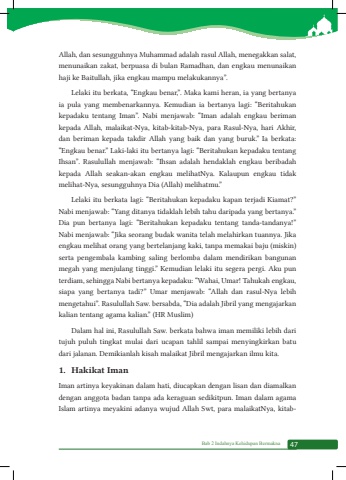 Allah, dan sesungguhnya Muhammad adalah rasul Allah, menegakkan salat,
menunaikan zakat, berpuasa di bulan Ramadhan, dan engkau menunaikan
haji ke Baitullah, jika engkau mampu melakukannya".
Lelaki itu berkata, "Engkau benar,". Maka kami heran, ia yang bertanya
ia pula yang membenarkannya. Kemudian ia bertanya lagi: "Beritahukan
kepadaku tentang Iman". Nabi menjawab: "Iman adalah engkau beriman
kepada Allah, malaikat-Nya, kitab-kitab-Nya, para Rasul-Nya, hari Akhir,
dan beriman kepada takdir Allah yang baik dan yang buruk." Ia berkata:
"Engkau benar." Laki-laki itu bertanya lagi: "Beritahukan kepadaku tentang
Ihsan". Rasulullah menjawab: "Ihsan adalah hendaklah engkau beribadah
kepada Allah seakan-akan engkau melihatNya. Kalaupun engkau tidak
melihat-Nya, sesungguhnya Dia (Allah) melihatmu."
Lelaki itu berkata lagi: "Beritahukan kepadaku kapan terjadi Kiamat?"
Nabi menjawab: "Yang ditanya tidaklah lebih tahu daripada yang bertanya."
Dia pun bertanya lagi: "Beritahukan kepadaku tentang tanda-tandanya!"
Nabi menjawab: "Jika seorang budak wanita telah melahirkan tuannya. Jika
engkau melihat orang yang bertelanjang kaki, tanpa memakai baju (miskin)
serta pengembala kambing saling berlomba dalam mendirikan bangunan
megah yang menjulang tinggi." Kemudian lelaki itu segera pergi. Aku pun
terdiam, sehingga Nabi bertanya kepadaku: "Wahai, Umar! Tahukah engkau,
siapa yang bertanya tadi?" Umar menjawab: "Allah dan rasul-Nya lebih
mengetahui". Rasulullah Saw. bersabda, "Dia adalah Jibril yang mengajarkan
kalian tentang agama kalian." (HR Muslim)
Dalam hal ini, Rasulullah Saw. berkata bahwa iman memiliki lebih dari
tujuh puluh tingkat mulai dari ucapan tahlil sampai menyingkirkan batu
dari jalanan. Demikianlah kisah malaikat Jibril mengajarkan ilmu kita.
1. Hakikat Iman
Iman artinya keyakinan dalam hati, diucapkan dengan lisan dan diamalkan
dengan anggota badan tanpa ada keraguan sedikitpun. Iman dalam agama
Islam artinya meyakini adanya wujud Allah Swt, para malaikatNya, kitab-
47